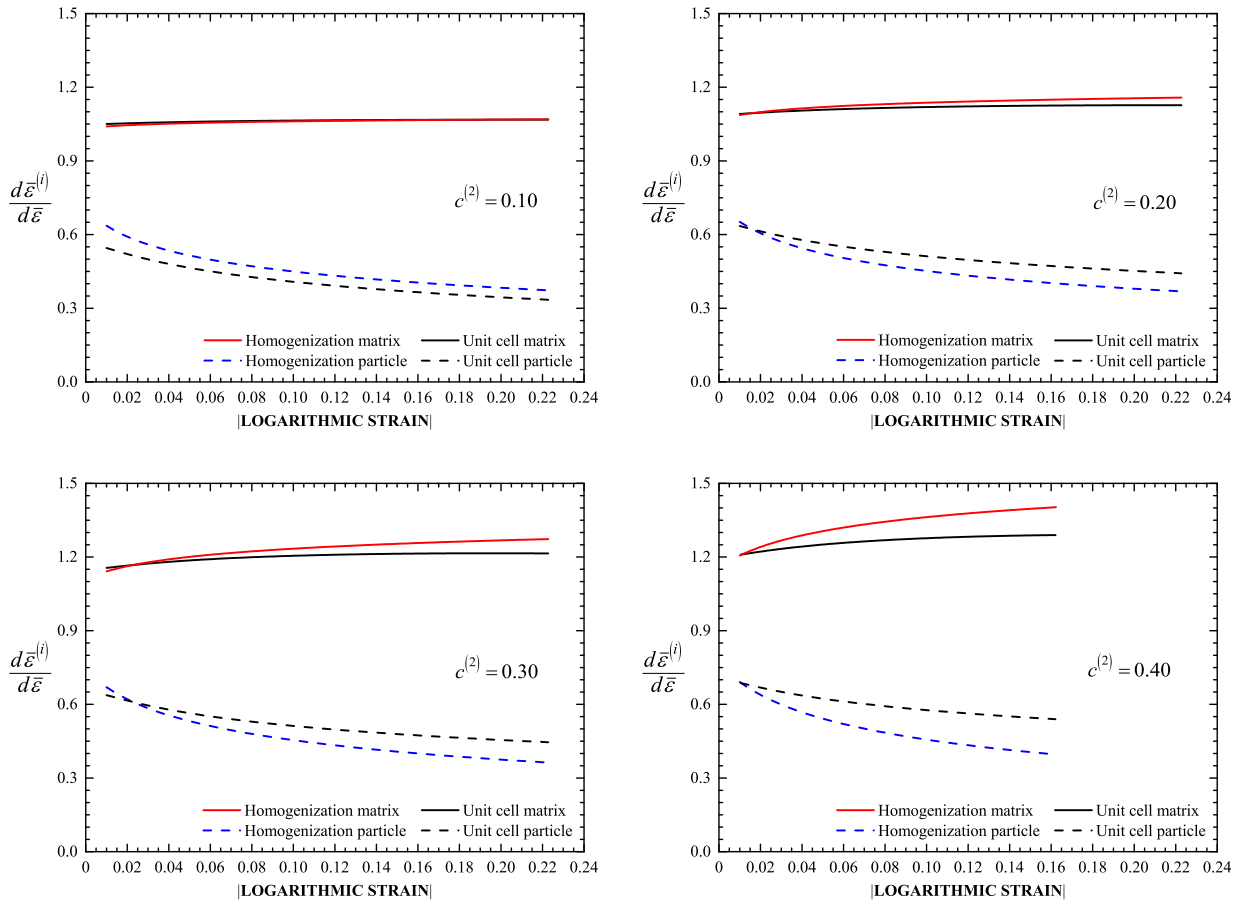 1.5
1.2
0.9
0.6
0.3
0.0
dε̄⁽ⁱ⁾
dε̄
c⁽²⁾ = 0.10
Homogenization matrix Unit cell matrix
Homogenization particle Unit cell particle
0 0.02 0.04 0.06 0.08 0.10 0.12 0.14 0.16 0.18 0.20 0.22 0.24
|LOGARITHMIC STRAIN|
1.5
1.2
0.9
0.6
0.3
0.0
dε̄⁽ⁱ⁾
dε̄
c⁽²⁾ = 0.20
Homogenization matrix Unit cell matrix
Homogenization particle Unit cell particle
0 0.02 0.04 0.06 0.08 0.10 0.12 0.14 0.16 0.18 0.20 0.22 0.24
|LOGARITHMIC STRAIN|
1.5
1.2
0.9
0.6
0.3
0.0
dε̄⁽ⁱ⁾
dε̄
c⁽²⁾ = 0.30
Homogenization matrix Unit cell matrix
Homogenization particle Unit cell particle
0 0.02 0.04 0.06 0.08 0.10 0.12 0.14 0.16 0.18 0.20 0.22 0.24
|LOGARITHMIC STRAIN|
1.5
1.2
0.9
0.6
0.3
0.0
dε̄⁽ⁱ⁾
dε̄
c⁽²⁾ = 0.40
Homogenization matrix Unit cell matrix
Homogenization particle Unit cell particle
0 0.02 0.04 0.06 0.08 0.10 0.12 0.14 0.16 0.18 0.20 0.22 0.24
|LOGARITHMIC STRAIN|